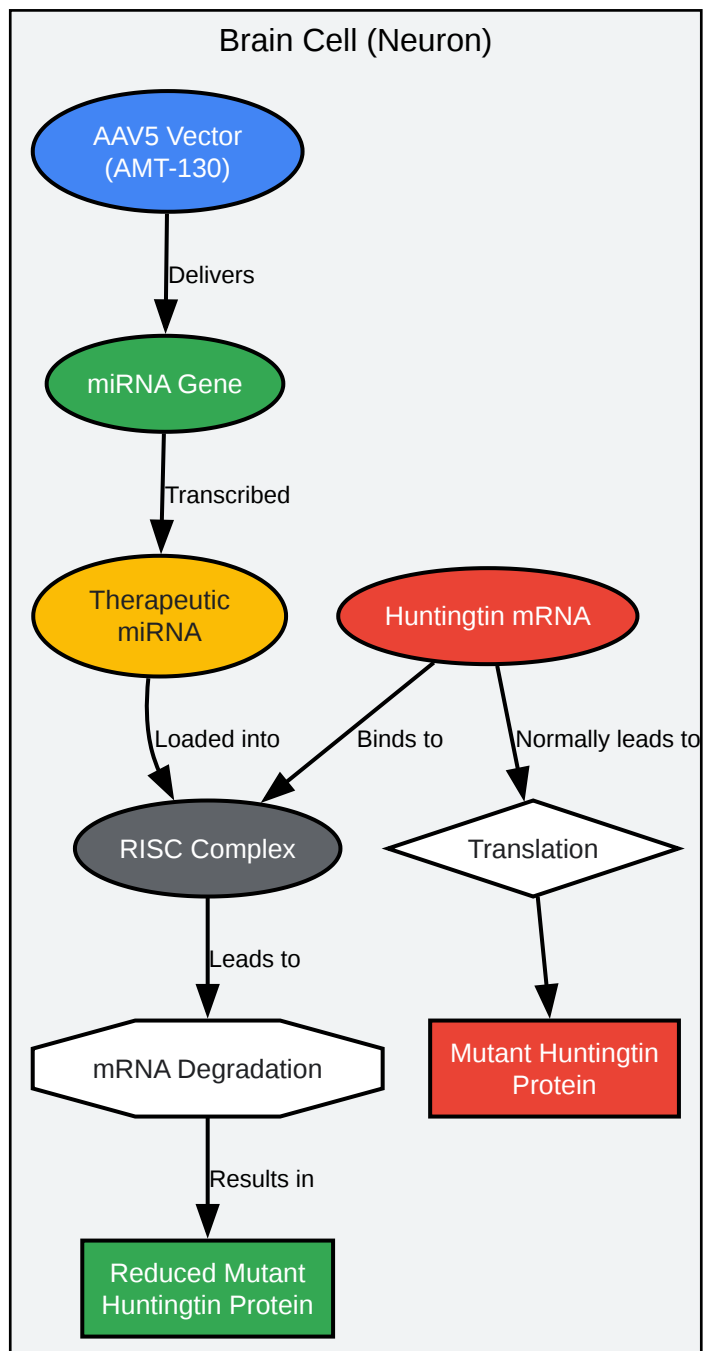 Brain Cell (Neuron)
AAV5 Vector
(AMT-130)
Delivers
miRNA Gene
Transcribed
Therapeutic
miRNA
Huntingtin mRNA
Loaded into
Binds to
Normally leads to
RISC Complex
Translation
Leads to
mRNA Degradation
Mutant Huntingtin
Protein
Results in
Reduced Mutant
Huntingtin Protein